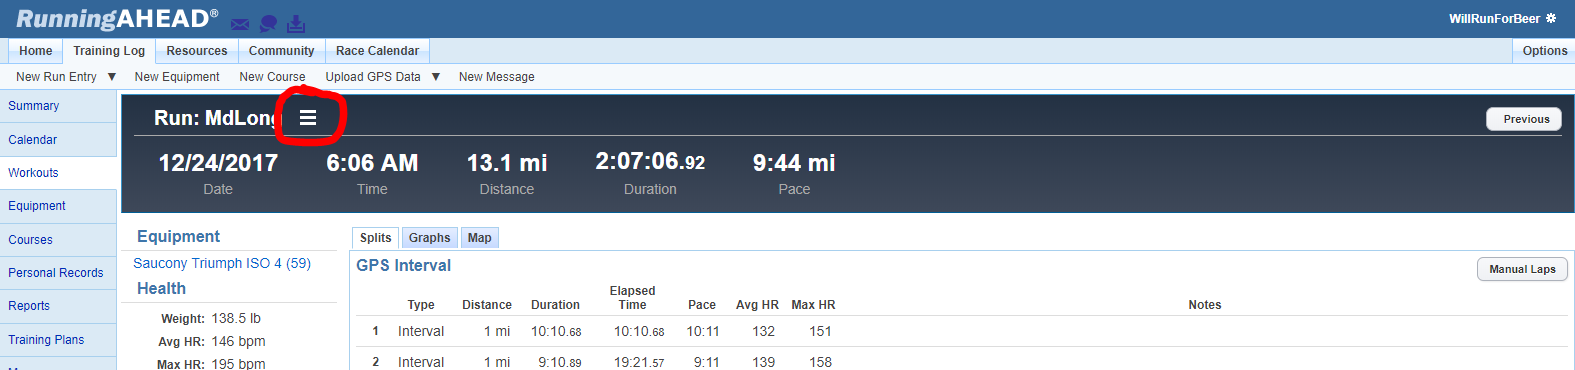 RunningAHEAD®
WillRunForBeer
Home Training Log Resources Community Race Calendar Options
New Run Entry ▼ New Equipment New Course Upload GPS Data ▼ New Message
Summary
Calendar
Workouts
Equipment
Courses
Personal Records
Reports
Training Plans
Run: MdLong
Previous
12/24/2017 6:06 AM 13.1 mi 2:07:06.92 9:44 mi
Date Time Distance Duration Pace
Equipment
Saucony Triumph ISO 4 (59)
Health
Weight: 138.5 lb
Avg HR: 146 bpm
Max HR: 195 bpm
Splits Graphs Map
GPS Interval
Manual Laps
Type Distance Duration Elapsed Time Pace Avg HR Max HR Notes
1 Interval 1 mi 10:10.68 10:10.68 10:11 132 151
2 Interval 1 mi 9:10.89 19:21.57 9:11 139 158